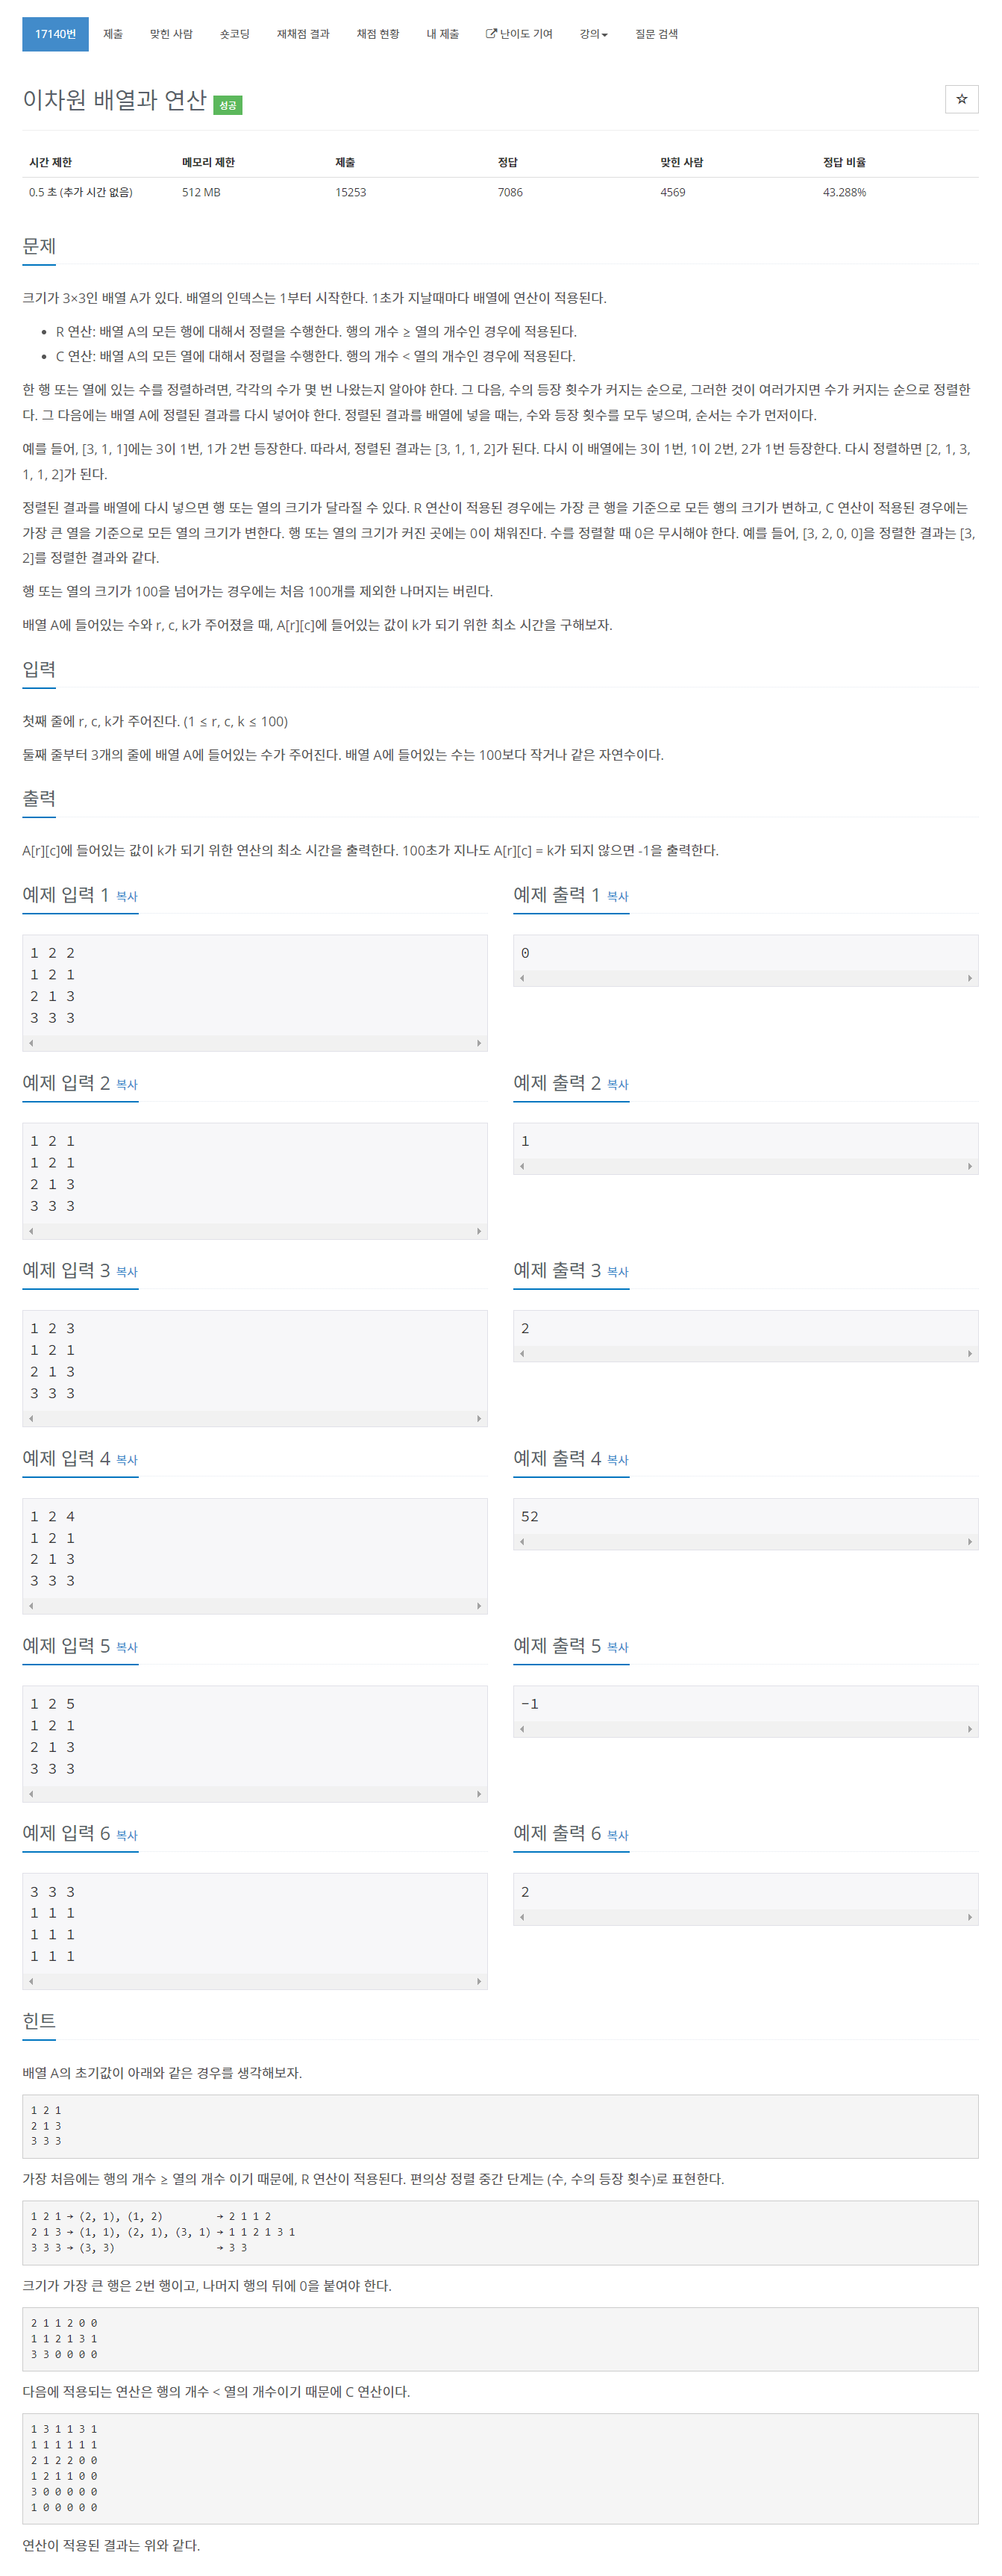 17140번 제출 맞힌 사람 숏코딩 재채점 결과 채점 현황 내 제출 난이도 기여 강의 질문 검색
이차원 배열과 연산 성공
시간 제한 메모리 제한 제출 정답 맞힌 사람 정답 비율
0.5 초 (추가 시간 없음) 512 MB 15253 7086 4569 43.288%
문제
크기가 3×3인 배열 A가 있다. 배열의 인덱스는 1부터 시작한다. 1초가 지날때마다 배열에 연산이 적용된다.
• R 연산: 배열 A의 모든 행에 대해서 정렬을 수행한다. 행의 개수 ≥ 열의 개수인 경우에 적용된다.
• C 연산: 배열 A의 모든 열에 대해서 정렬을 수행한다. 행의 개수 < 열의 개수인 경우에 적용된다.
한 행 또는 열에 있는 수를 정렬하려면, 각각의 수가 몇 번 나왔는지 알아야 한다. 그 다음, 수의 등장 횟수가 커지는 순으로, 그러한 것이 여러가지면 수가 커지는 순으로 정렬한
다. 그 다음에는 배열 A에 정렬된 결과를 다시 넣어야 한다. 정렬된 결과를 배열에 넣을 때는, 수와 등장 횟수를 모두 넣으며, 순서는 수가 먼저이다.
예를 들어, [3, 1, 1]에는 3이 1번, 1가 2번 등장한다. 따라서, 정렬된 결과는 [3, 1, 1, 2]가 된다. 다시 이 배열에는 3이 1번, 1이 2번, 2가 1번 등장한다. 다시 정렬하면 [2, 1, 3,
1, 1, 2]가 된다.
정렬된 결과를 배열에 다시 넣으면 행 또는 열의 크기가 달라질 수 있다. R 연산이 적용된 경우에는 가장 큰 행을 기준으로 모든 행의 크기가 변하고, C 연산이 적용된 경우에는
가장 큰 열을 기준으로 모든 열의 크기가 변한다. 행 또는 열의 크기가 커진 곳에는 0이 채워진다. 수를 정렬할 때 0은 무시해야 한다. 예를 들어, [3, 2, 0, 0]을 정렬한 결과는 [3,
2]를 정렬한 결과와 같다.
행 또는 열의 크기가 100을 넘어가는 경우에는 처음 100개를 제외한 나머지는 버린다.
배열 A에 들어있는 수와 r, c, k가 주어졌을 때, A[r][c]에 들어있는 값이 k가 되기 위한 최소 시간을 구해보자.
입력
첫째 줄에 r, c, k가 주어진다. (1 ≤ r, c, k ≤ 100)
둘째 줄부터 3개의 줄에 배열 A에 들어있는 수가 주어진다. 배열 A에 들어있는 수는 100보다 작거나 같은 자연수이다.
출력
A[r][c]에 들어있는 값이 k가 되기 위한 연산의 최소 시간을 출력한다. 100초가 지나도 A[r][c] = k가 되지 않으면 -1을 출력한다.
예제 입력 1 복사
1 2 2
1 2 1
2 1 3
3 3 3
예제 출력 1 복사
0
예제 입력 2 복사
1 2 1
1 2 1
2 1 3
3 3 3
예제 출력 2 복사
1
예제 입력 3 복사
1 2 3
1 2 1
2 1 3
3 3 3
예제 출력 3 복사
2
예제 입력 4 복사
1 2 4
1 2 1
2 1 3
3 3 3
예제 출력 4 복사
52
예제 입력 5 복사
1 2 5
1 2 1
2 1 3
3 3 3
예제 출력 5 복사
-1
예제 입력 6 복사
3 3 3
1 1 1
1 1 1
1 1 1
예제 출력 6 복사
2
힌트
배열 A의 초기값이 아래와 같은 경우를 생각해보자.
1 2 1
2 1 3
3 3 3
가장 처음에는 행의 개수 ≥ 열의 개수 이기 때문에, R 연산이 적용된다. 편의상 정렬 중간 단계는 (수, 수의 등장 횟수)로 표현한다.
1 2 1 → (2, 1), (1, 2) → 2 1 1 2
2 1 3 → (1, 1), (2, 1), (3, 1) → 1 1 2 1 3 1
3 3 3 → (3, 3) → 3 3
크기가 가장 큰 행은 2번 행이고, 나머지 행의 뒤에 0을 붙여야 한다.
2 1 1 2 0 0
1 1 2 1 3 1
3 3 0 0 0 0
다음에 적용되는 연산은 행의 개수 < 열의 개수이기 때문에 C 연산이다.
1 3 1 1 3 1
1 1 1 1 1 1
2 1 2 2 0 0
1 2 1 1 0 0
3 0 0 0 0 0
1 0 0 0 0 0
연산이 적용된 결과는 위와 같다.